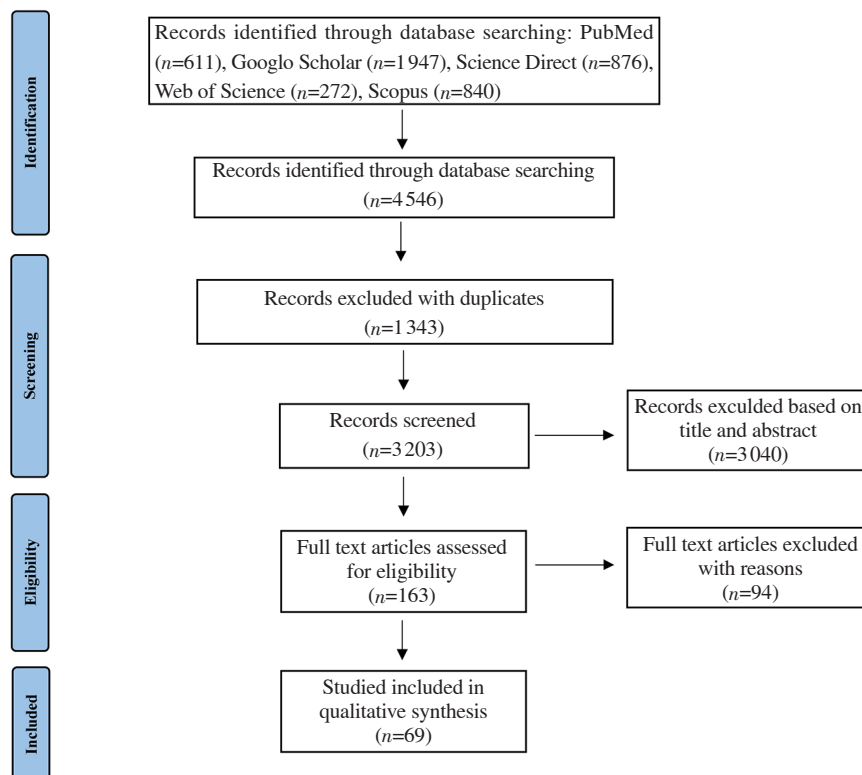 Identification
Records identified through database searching: PubMed
(n=611), Googlo Scholar (n=1947), Science Direct (n=876),
Web of Science (n=272), Scopus (n=840)
Records identified through database searching
(n=4546)
Screening
Records excluded with duplicates
(n=1343)
Records screened
(n=3203)
Records exculded based on
title and abstract
(n=3040)
Eligibility
Full text articles assessed
for eligibility
(n=163)
Full text articles excluded
with reasons
(n=94)
Included
Studied included in
qualitative synthesis
(n=69)